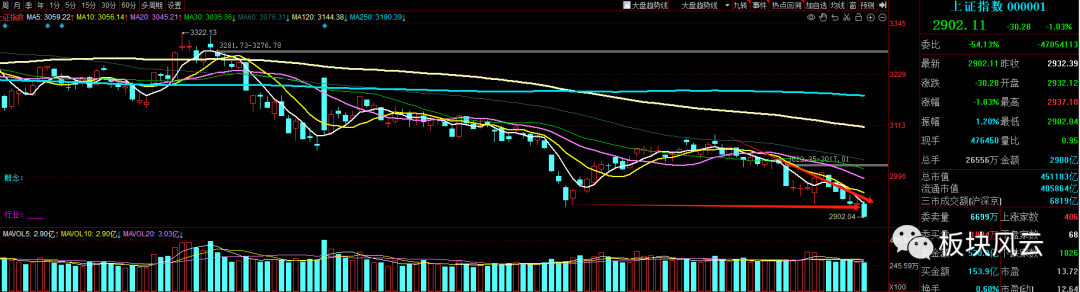 周 月 季 年 1分 5分 15分 30分 60分 多周期 设置
大盘趋势线 大盘趋势线 九转 事件 热点回溯 加自选 均线 窗 预测
上证指数 MA5: 3059.22↑ MA10: 3056.14↑ MA20: 3045.21↑ MA30: 3035.36↓ MA60: 3076.31↓ MA120: 3144.38↓ MA250: 3190.39↓
3322.13
3281.73-3276.78
3017.01
2902.04
概念:
行业:
3345
3229
3113
2996
MAVOL5: 2.90亿↑ MAVOL10: 2.90亿↓ MAVOL20: 3.03亿↓
245.59万
X100
上证指数 000001
2902.11 -30.28 -1.03%
委比 -54.13% -47054113
最新 2902.11 昨收 2932.39
涨跌 -30.28 开盘 2932.12
涨幅 -1.03% 最高 2937.10
振幅 1.20% 最低 2902.04
现手 476450 量比 0.95
总手 26556万 金额 2908亿
总市值 451183亿
流通市值 405864亿
三市成交额[沪深京] 6819亿
委卖量 6699万 上涨家数 406
68
1826
买金额 153.9亿 市盈 13.72
换手 0.60% 市盈[动] 12.64
板块风云